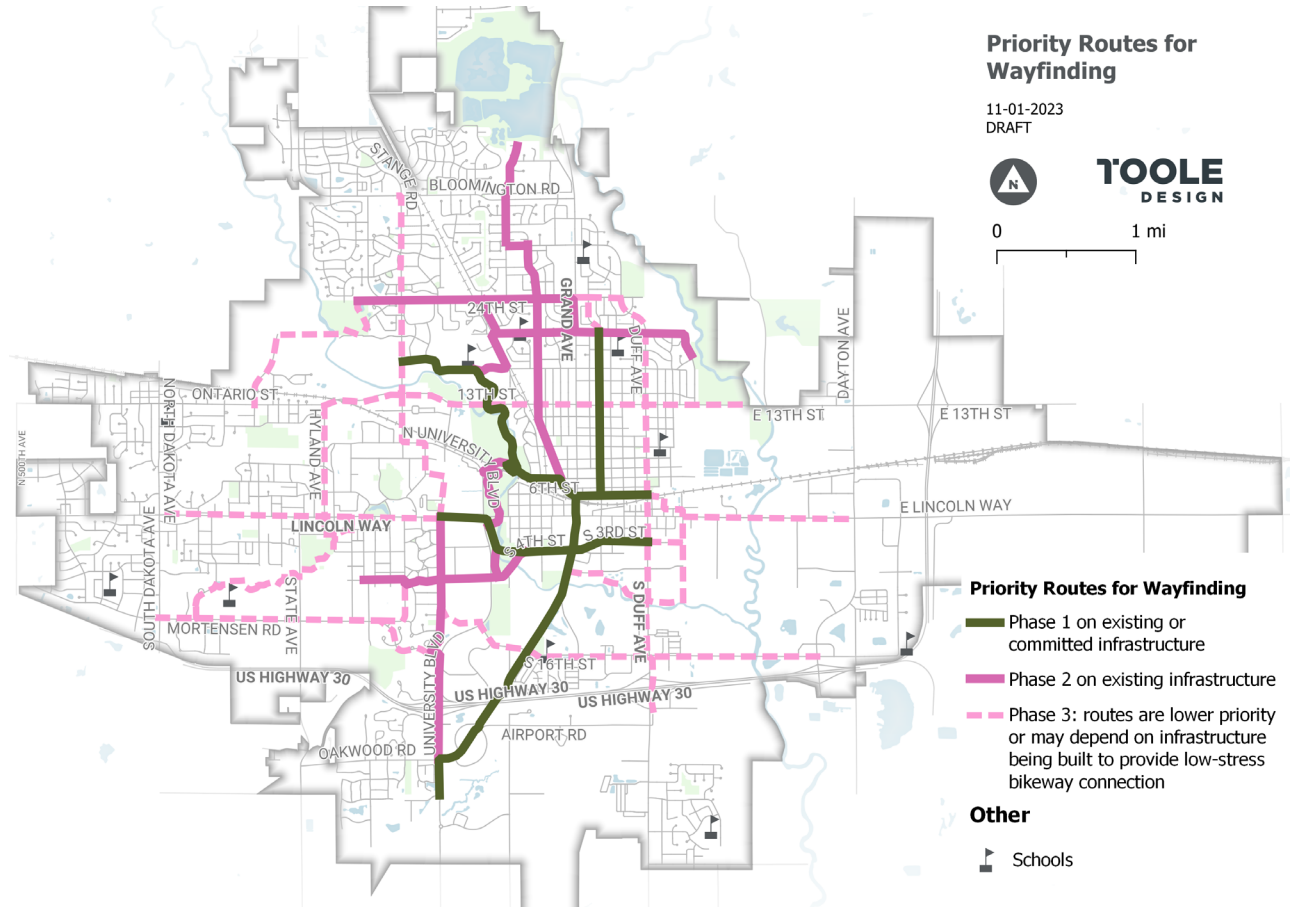 Priority Routes for
Wayfinding
11-01-2023
DRAFT
N
TOOLE
DESIGN
0 1 mi
STANGE RD
BLOOMINGTON RD
GRAND AVE
24TH ST
DUFF AVE
DAYTON AVE
ONTARIO ST
13TH ST
E 13TH ST
E 13TH ST
NORTH DAKOTA AVE
HYLAND AVE
N UNIVERSITY BLVD
N 500TH AVE
6TH ST
E LINCOLN WAY
LINCOLN WAY
S 4TH ST
S 3RD ST
SOUTH DAKOTA AVE
STATE AVE
S DUFF AVE
MORTENSEN RD
UNIVERSITY BLVD
S 16TH ST
US HIGHWAY 30
US HIGHWAY 30
US HIGHWAY 30
AIRPORT RD
OAKWOOD RD
Priority Routes for Wayfinding
Phase 1 on existing or
committed infrastructure
Phase 2 on existing infrastructure
Phase 3: routes are lower priority
or may depend on infrastructure
being built to provide low-stress
bikeway connection
Other
Schools